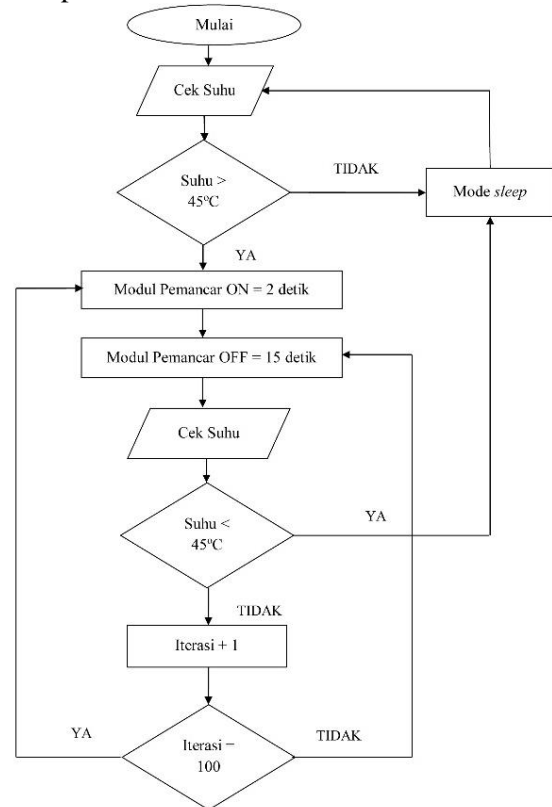 Mulai
Cek Suhu
Suhu >
45°C
TIDAK
Mode sleep
YA
Modul Pemancar ON = 2 detik
Modul Pemancar OFF = 15 detik
Cek Suhu
Suhu <
45°C
YA
TIDAK
Iterasi + 1
YA
Iterasi =
100
TIDAK